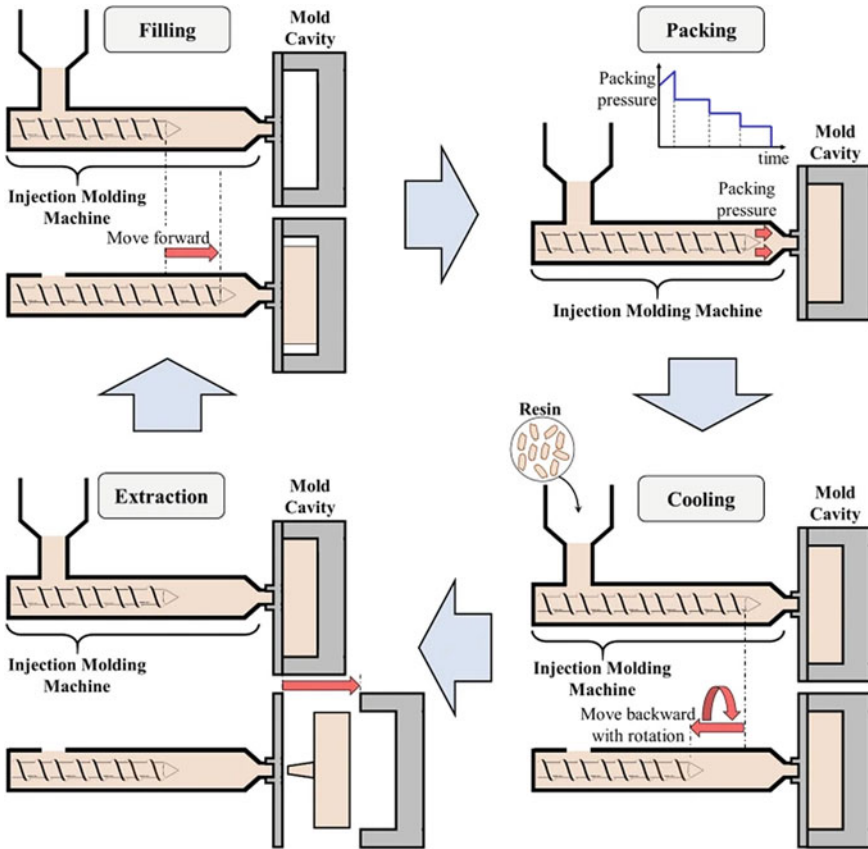 Filling
Mold
Cavity
Injection Molding
Machine
Move forward
Packing
Packing
pressure
time
Mold
Cavity
Packing
pressure
Injection Molding Machine
Extraction
Mold
Cavity
Injection Molding
Machine
Resin
Cooling
Mold
Cavity
Injection Molding
Machine
Move backward
with rotation